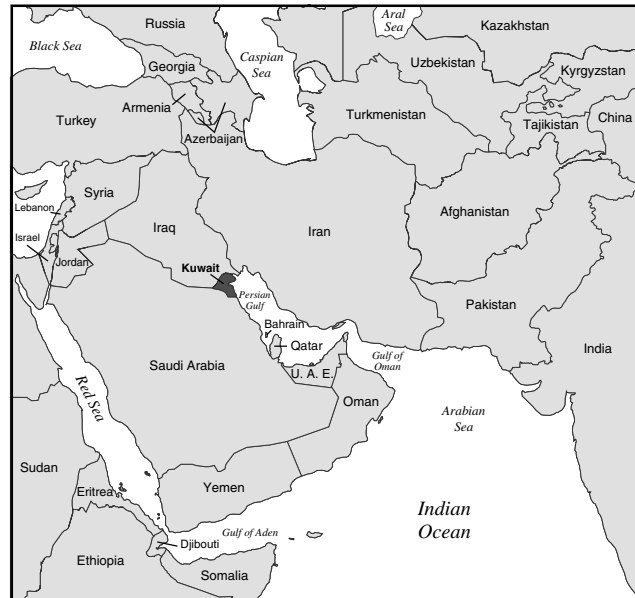 Russia
Kazakhstan
Aral
Sea
Black Sea
Caspian
Sea
Georgia
Uzbekistan
Kyrgyzstan
Armenia
Turkmenistan
Turkey
Azerbaijan
Tajikistan
China
Syria
Lebanon
Afghanistan
Iraq
Iran
Israel
Jordan
Kuwait
Persian
Gulf
Pakistan
Bahrain
Qatar
India
Saudi Arabia
Gulf of
Oman
U. A. E.
Red Sea
Oman
Arabian
Sea
Sudan
Yemen
Eritrea
Indian
Ocean
Gulf of Aden
Djibouti
Ethiopia
Somalia